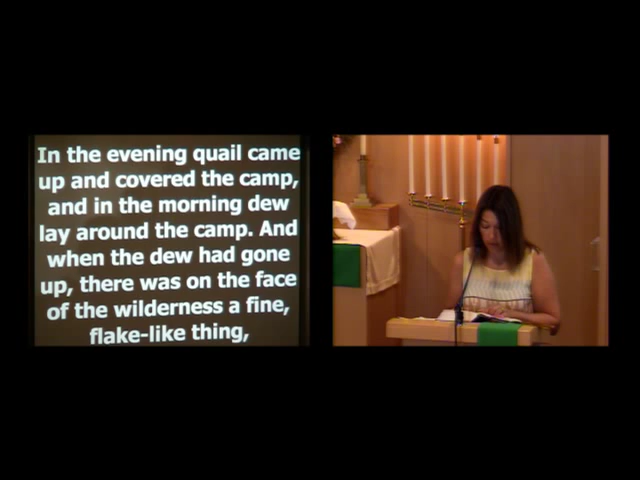 In the evening quail came
up and covered the camp,
and in the morning dew
lay around the camp. And
when the dew had gone
up, there was on the face
of the wilderness a fine,
flake-like thing,